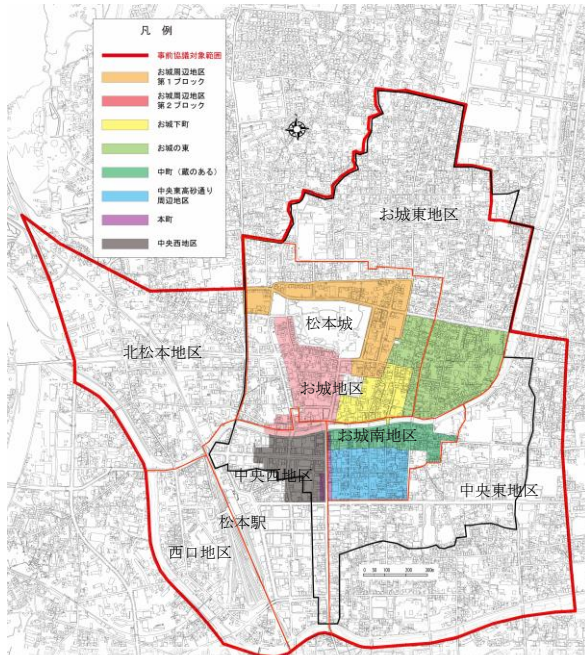 凡 例
事前協議対象範囲
お城周辺地区
第1ブロック
お城周辺地区
第2ブロック
お城下町
お城の東
中町（蔵のある）
中央東高砂通り
周辺地区
本町
中央西地区
お城東地区
松本城
北松本地区
お城地区
お城南地区
中央西地区
中央東地区
松本駅
西口地区
0 50 100 200 300m